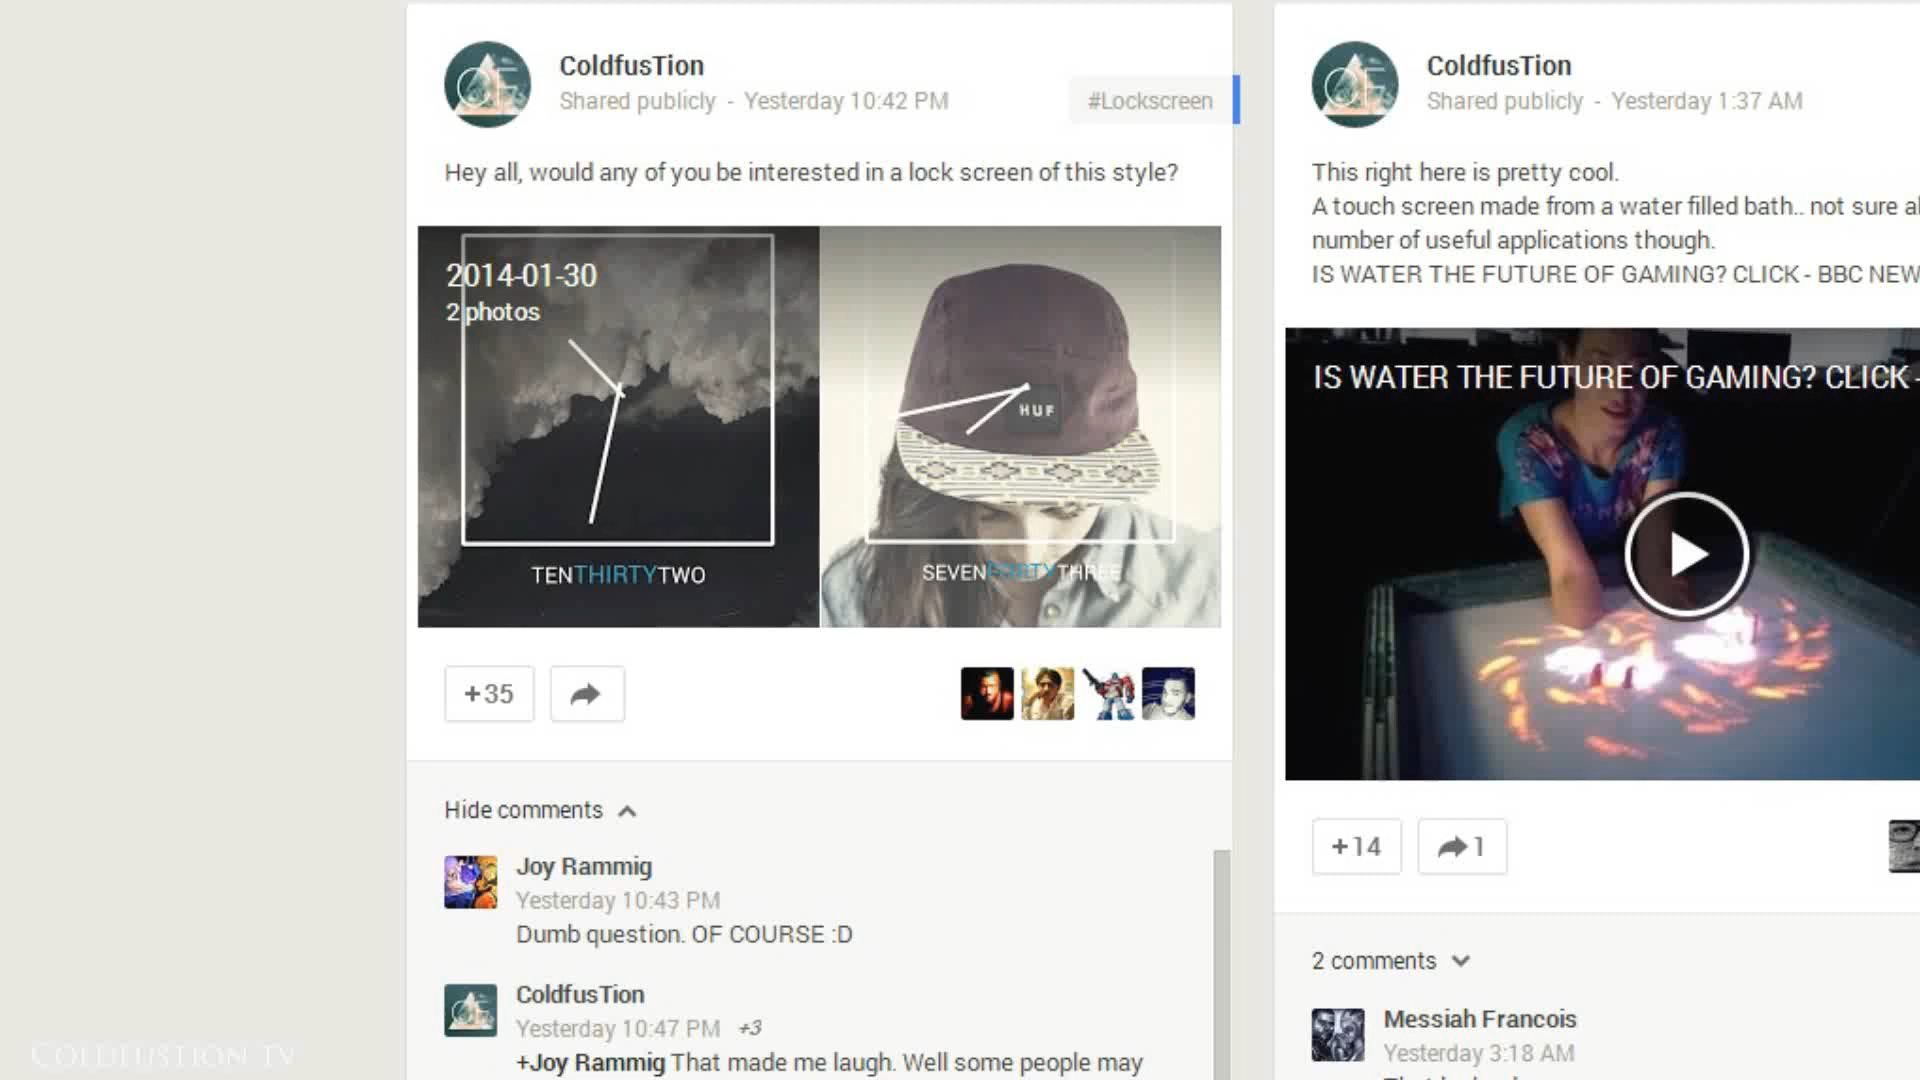 ColdfusTion
Shared publicly - Yesterday 10:42 PM
#Lockscreen
Hey all, would any of you be interested in a lock screen of this style?
2014-01-30
2 photos
HUF
TENTHIRTYTWO
SEVENFORTYTHREE
+35
Hide comments
Joy Rammig
Yesterday 10:43 PM
Dumb question. OF COURSE :D
ColdfusTion
Yesterday 10:47 PM +3
+Joy Rammig That made me laugh. Well some people may
ColdfusTion
Shared publicly - Yesterday 1:37 AM
This right here is pretty cool.
A touch screen made from a water filled bath.. not sure
number of useful applications though.
IS WATER THE FUTURE OF GAMING? CLICK - BBC NEW
IS WATER THE FUTURE OF GAMING? CLICK -
+14
1
2 comments
Messiah Francois
Yesterday 3:18 AM
COLDFUSTION TV